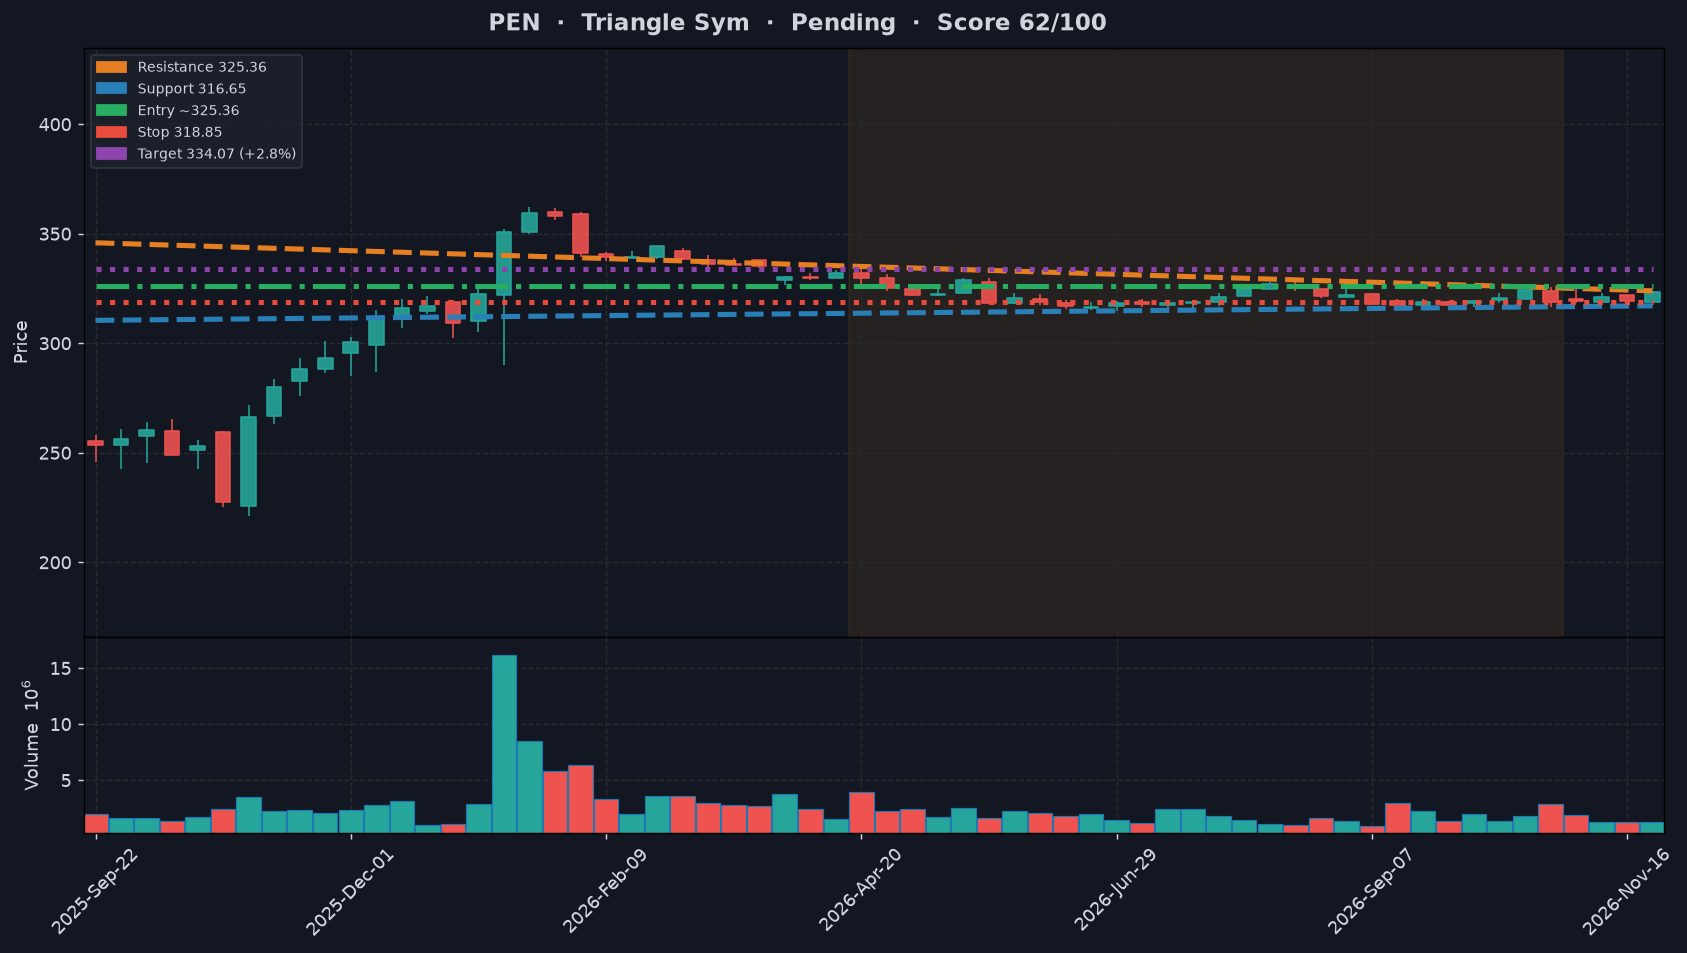 PEN · Triangle Sym · Pending · Score 62/100
Resistance 325.36
Support 316.65
Entry ~325.36
Stop 318.85
Target 334.07 (+2.8%)
400
350
300
250
200
Price
15
10
5
Volume 10⁶
2025-Sep-22
2025-Dec-01
2026-Feb-09
2026-Apr-20
2026-Jun-29
2026-Sep-07
2026-Nov-16